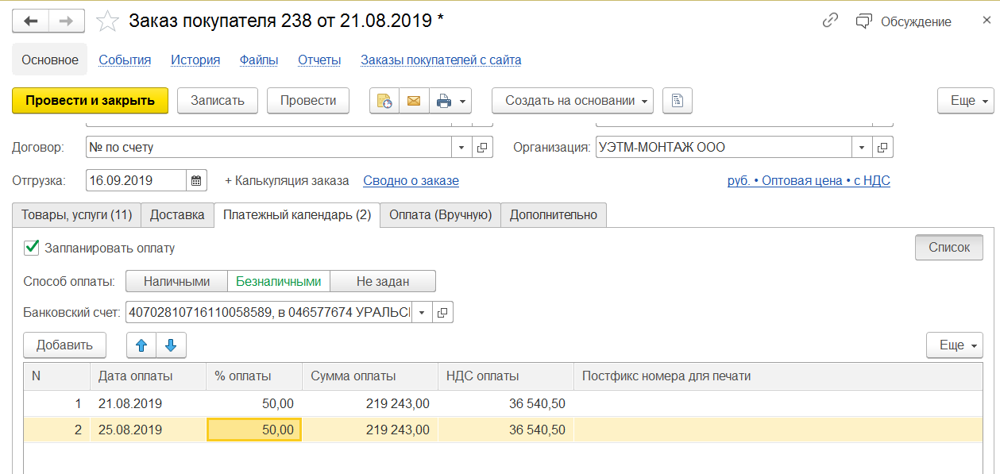 Заказ покупателя 238 от 21.08.2019 *
Обсуждение
Основное События История Файлы Отчеты Заказы покупателей с сайта
Провести и закрыть Записать Провести Создать на основании Еще
Договор: № по счету Организация: УЭТМ-МОНТАЖ ООО
Отгрузка: 16.09.2019 + Калькуляция заказа Сводно о заказе руб. • Оптовая цена • с НДС
Товары, услуги (11) Доставка Платежный календарь (2) Оплата (Вручную) Дополнительно
Запланировать оплату Список
Способ оплаты: Наличными Безналичными Не задан
Банковский счет: 40702810716110058589, в 046577674 УРАЛЬСІ
Добавить Еще
N Дата оплаты % оплаты Сумма оплаты НДС оплаты Постфикс номера для печати
1 21.08.2019 50,00 219 243,00 36 540,50
2 25.08.2019 50,00 219 243,00 36 540,50